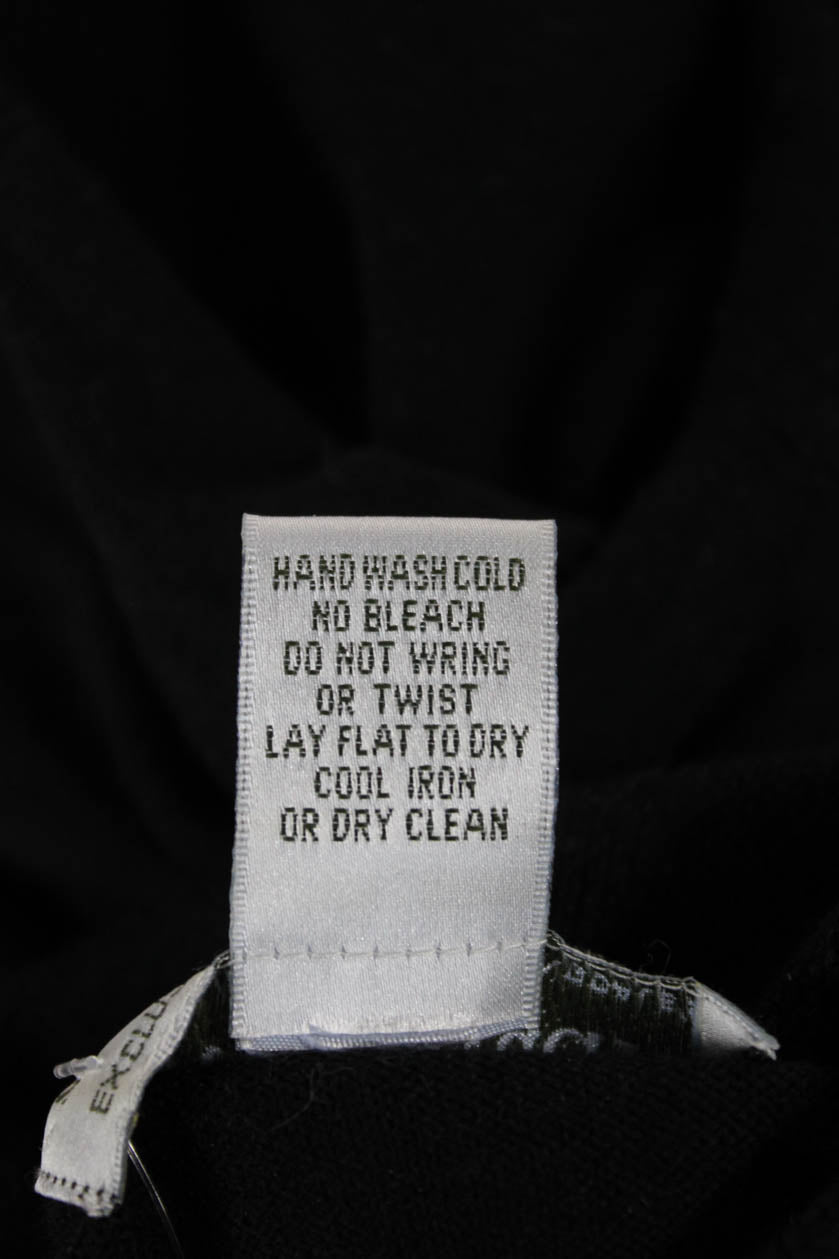 HAND WASH COLD
NO BLEACH
DO NOT WRING
OR TWIST
LAY FLAT TO DRY
COOL IRON
OR DRY CLEAN